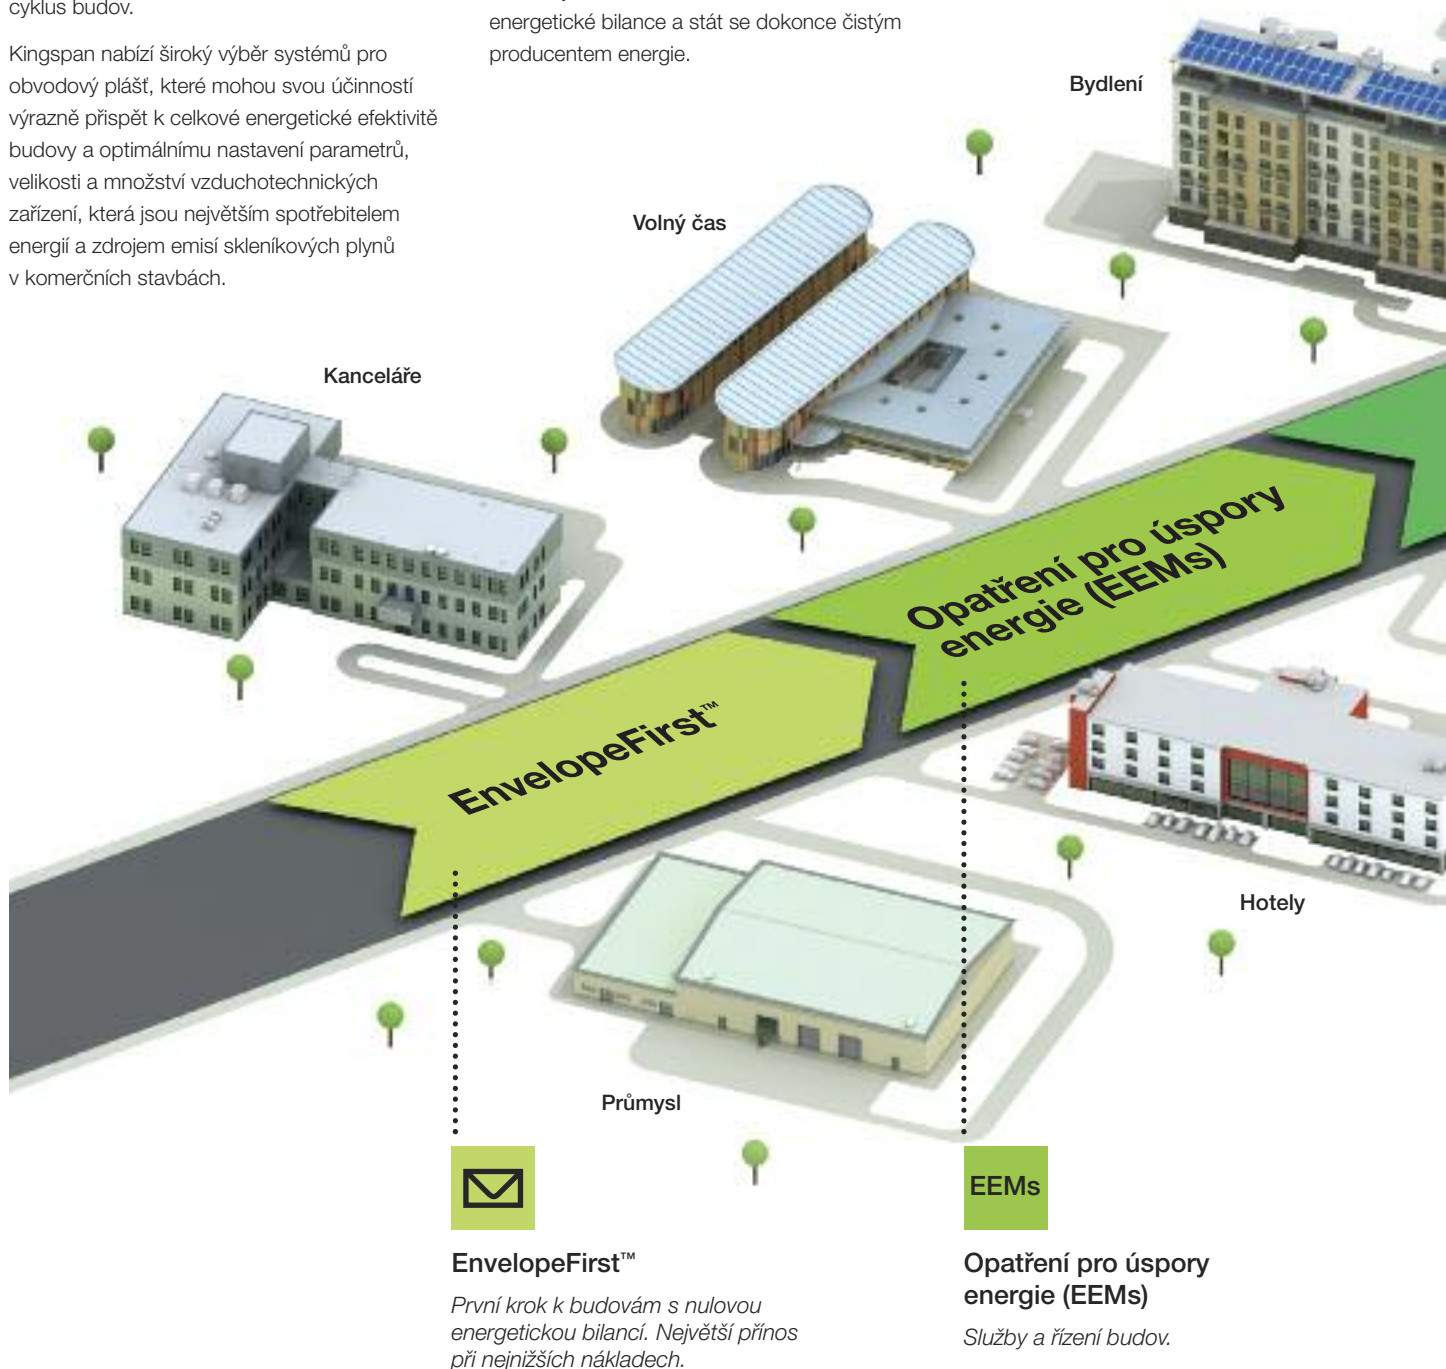 cyklus budov.
Kingspan nabízí široký výběr systémů pro
obvodový plášť, které mohou svou účinností
výrazně přispět k celkové energetické efektivitě
budovy a optimálnímu nastavení parametrů,
velikosti a množství vzduchotechnických
zařízení, která jsou největším spotřebitelem
energií a zdrojem emisí skleníkových plynů
v komerčních stavbách.
energetické bilance a stát se dokonce čistým
producentem energie.
Bydlení
Volný čas
Kanceláře
Opatření pro úspory
energie (EEMs)
EnvelopeFirst™
Hotely
Průmysl
EnvelopeFirst™
První krok k budovám s nulovou
energetickou bilancí. Největší přínos
při nejnižších nákladech.
EEMs
Opatření pro úspory
energie (EEMs)
Služby a řízení budov.